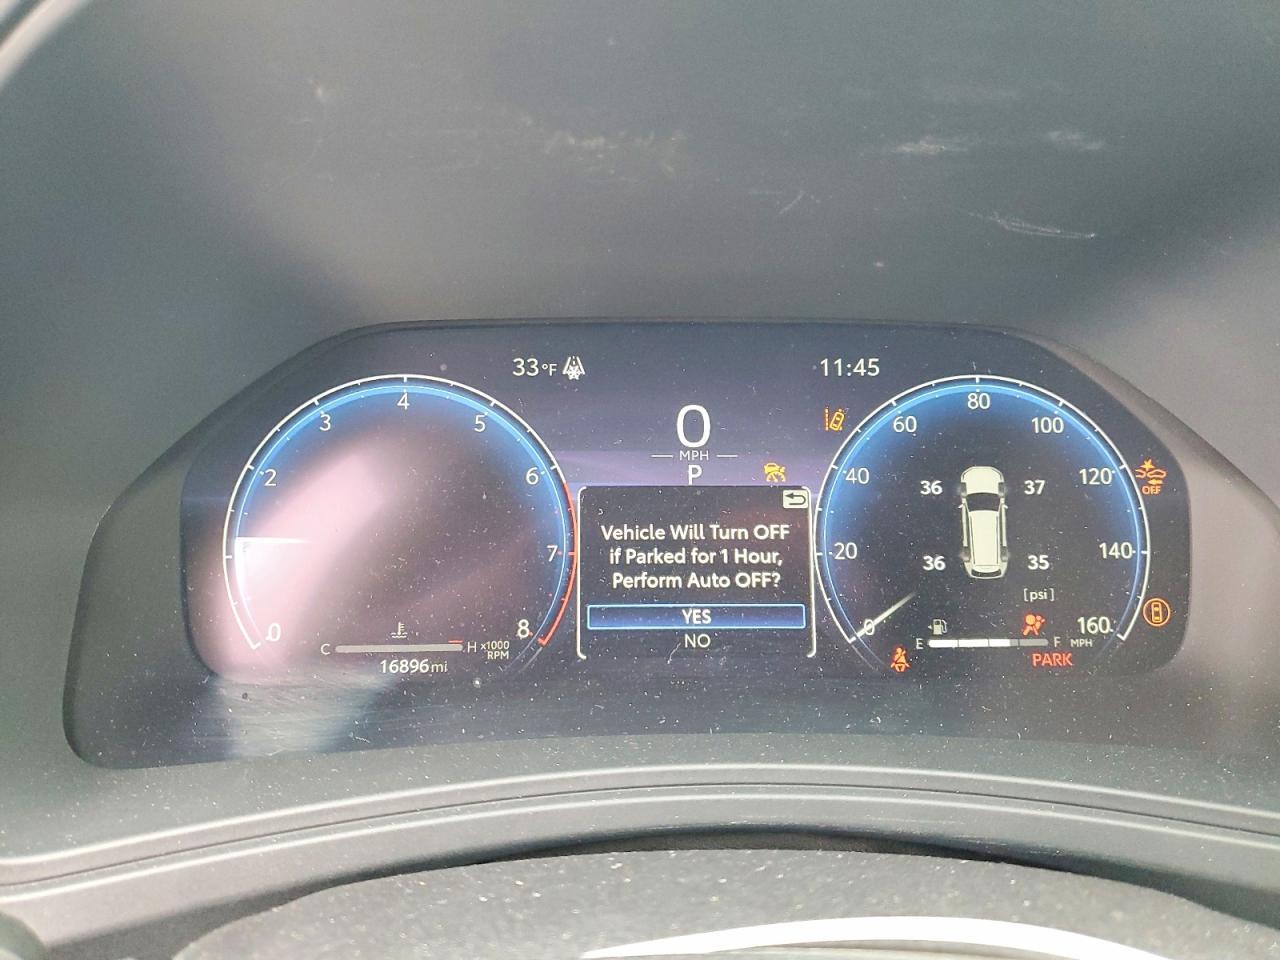 33°F
11:45
0
MPH
P
0
2
3
4
5
6
7
8
x1000
RPM
C
H
16896 mi
Vehicle Will Turn OFF
if Parked for 1 Hour,
Perform Auto OFF?
YES
NO
0
20
40
60
80
100
120
140
160
MPH
36 37
36 35
[psi]
E F
PARK
OFF